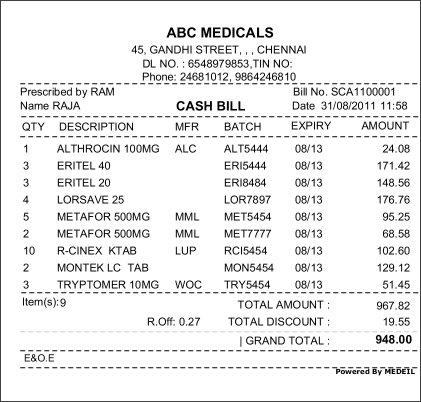 ABC MEDICALS
45, GANDHI STREET, , , CHENNAI
DL NO. : 6548979853,TIN NO:
Phone: 24681012, 9864246810
Prescribed by RAM Bill No. SCA1100001
Name RAJA CASH BILL Date 31/08/2011 11:58
QTY DESCRIPTION MFR BATCH EXPIRY AMOUNT
1 ALTHROCIN 100MG ALC ALT5444 08/13 24.08
3 ERITEL 40 ERI5444 08/13 171.42
3 ERITEL 20 ERI8484 08/13 148.56
4 LORSAVE 25 LOR7897 08/13 176.76
5 METAFOR 500MG MML MET5454 08/13 95.25
2 METAFOR 500MG MML MET7777 08/13 68.58
10 R-CINEX KTAB LUP RCI5454 08/13 102.60
2 MONTEK LC TAB MON5454 08/13 129.12
3 TRYPTOMER 10MG WOC TRY5454 08/13 51.45
Item(s): 9 TOTAL AMOUNT : 967.82
R.Off: 0.27 TOTAL DISCOUNT : 19.55
| GRAND TOTAL : 948.00
E&O.E
Powered By MEDEIL